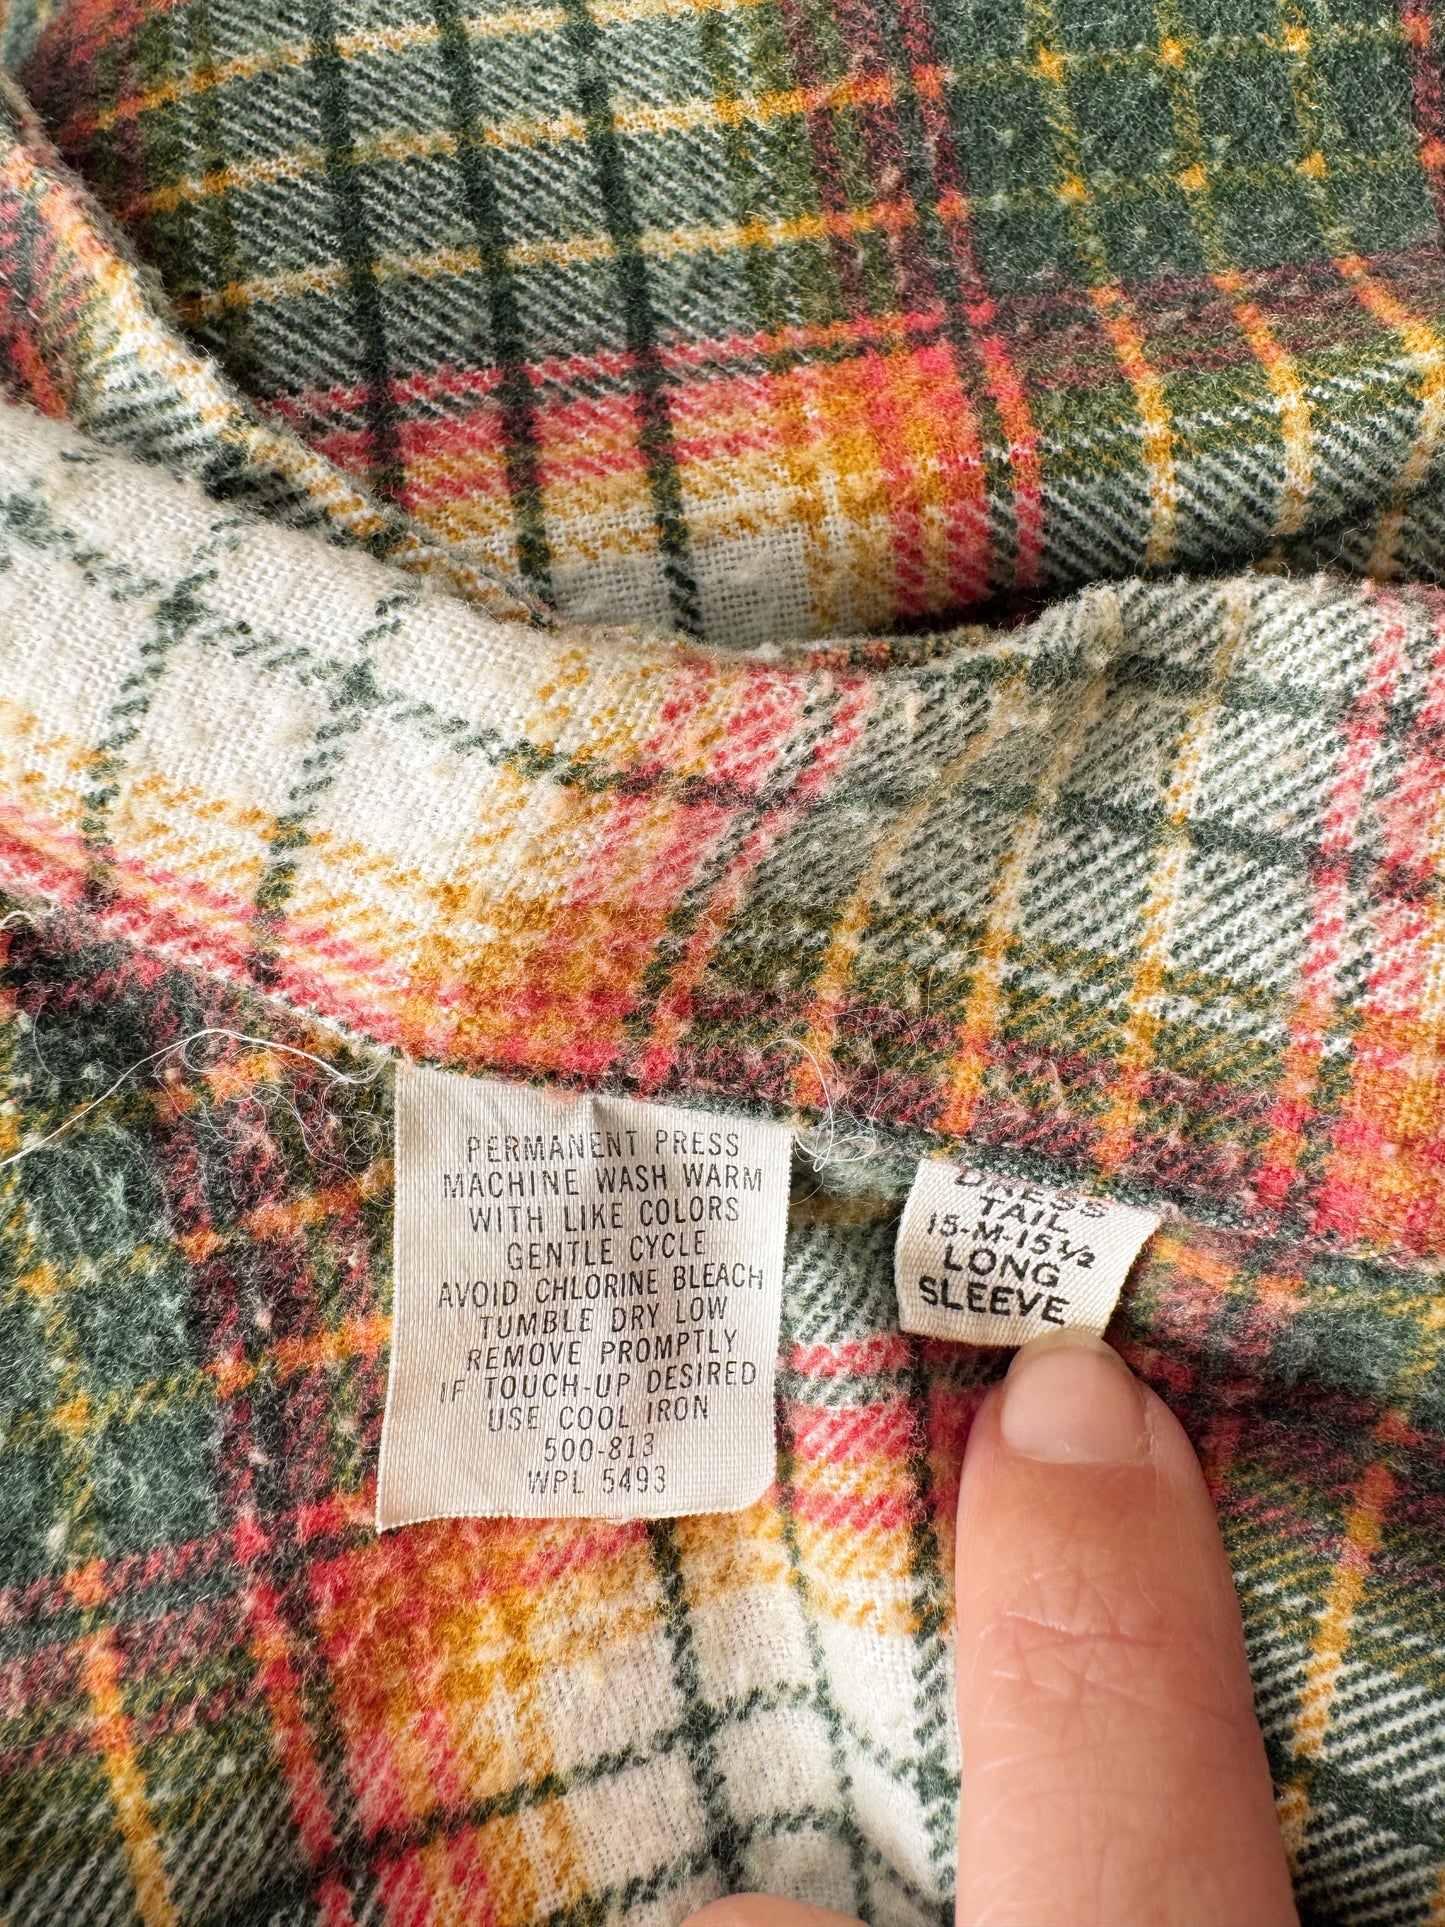 PERMANENT PRESS
MACHINE WASH WARM
WITH LIKE COLORS
GENTLE CYCLE
AVOID CHLORINE BLEACH
TUMBLE DRY LOW
REMOVE PROMPTLY
IF TOUCH-UP DESIRED
USE COOL IRON
500-813
WPL 5493
DRESS
TAIL
15-M-15½
LONG
SLEEVE